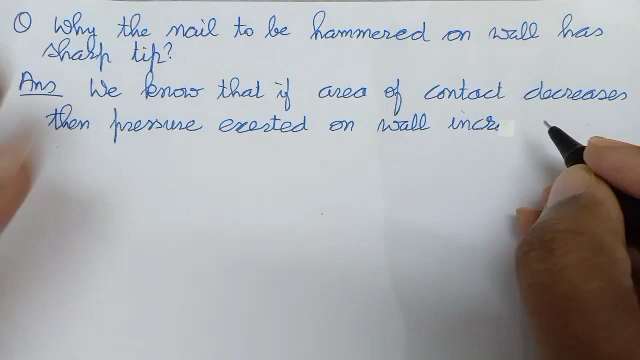 Q Why the nail to be hammered on wall has
sharp tip?
Ans We know that if area of contact decreases
then pressure exerted on wall incr